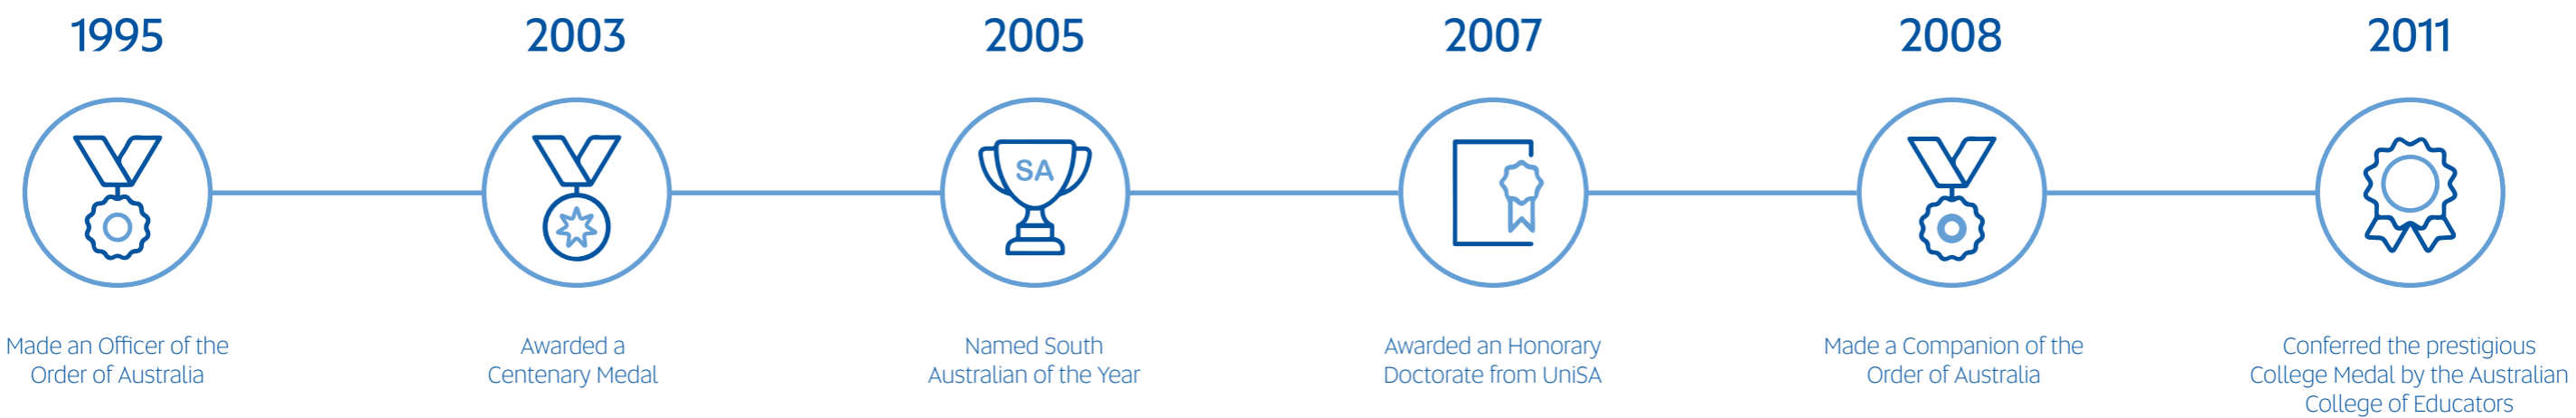 1995
2003
2005
2007
2008
2011
SA
Made an Officer of the
Order of Australia
Awarded a
Centenary Medal
Named South
Australian of the Year
Awarded an Honorary
Doctorate from UniSA
Made a Companion of the
Order of Australia
Conferred the prestigious
College Medal by the Australian
College of Educators